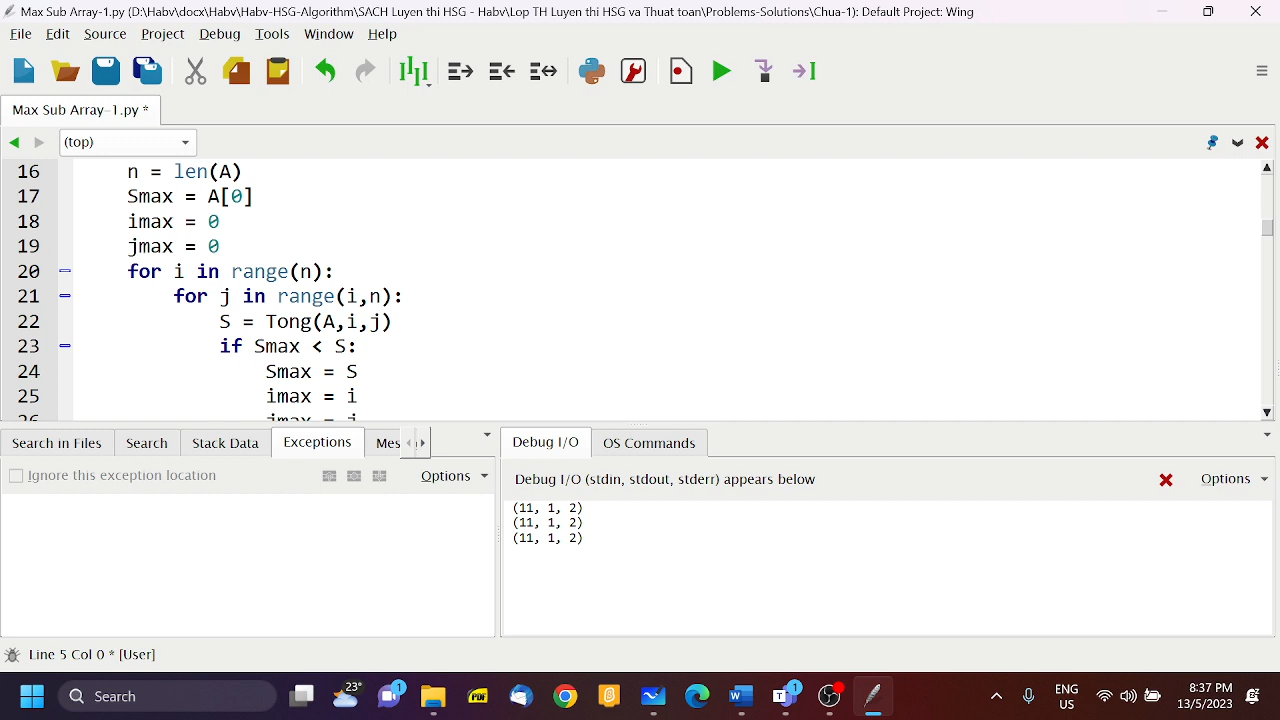 Max Sub Array-1.py (D:\Habv\docx\Habv\Habv-HSG-Algorithm\SACH Luyen thi HSG - Habv\Lop TH Luyen thi HSG va Thuat toan\Problems-Solutions\Chua-1): Default Project: Wing
File Edit Source Project Debug Tools Window Help
Max Sub Array-1.py *
(top)
16 n = len(A)
17 Smax = A[0]
18 imax = 0
19 jmax = 0
20 for i in range(n):
21 for j in range(i,n):
22 S = Tong(A,i,j)
23 if Smax < S:
24 Smax = S
25 imax = i
26 jmax = j
Search in Files Search Stack Data Exceptions Mes Debug I/O OS Commands
Ignore this exception location Options Debug I/O (stdin, stdout, stderr) appears below Options
(11, 1, 2)
(11, 1, 2)
(11, 1, 2)
Line 5 Col 0 * [User]
Search 23° 1 PDF 1 ENG 8:37 PM
US 13/5/2023